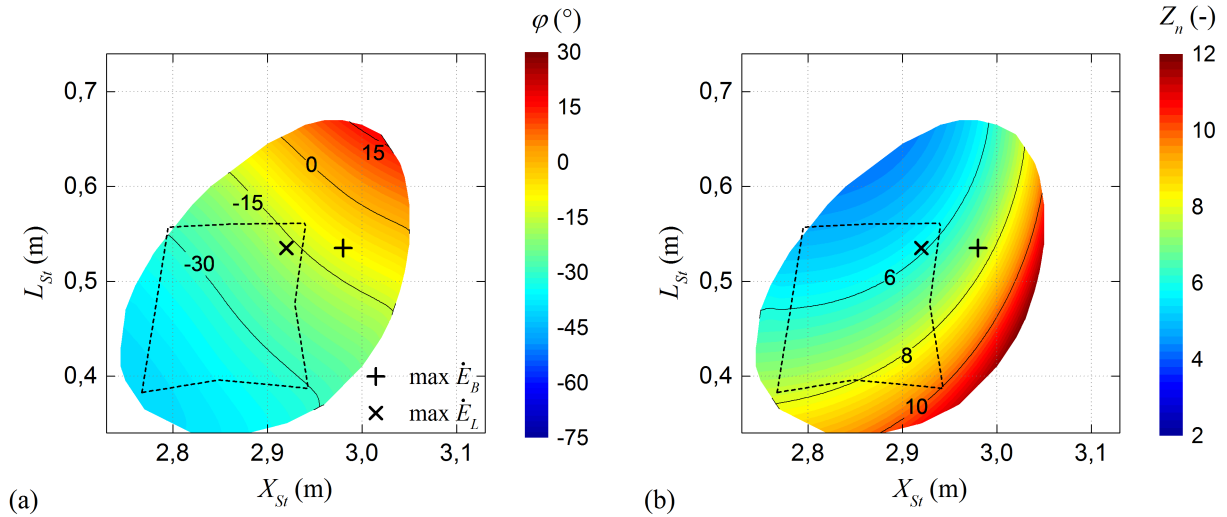 φ (°)
30
15
0
-15
-30
-45
-60
-75
0,7
0,6
0,5
0,4
L_St (m)
15
0
-15
-30
+ max Ė_B
× max Ė_L
2,8 2,9 3,0 3,1
X_St (m)
(a)
Z_n (-)
12
10
8
6
4
2
0,7
0,6
0,5
0,4
L_St (m)
6
8
10
2,8 2,9 3,0 3,1
X_St (m)
(b)